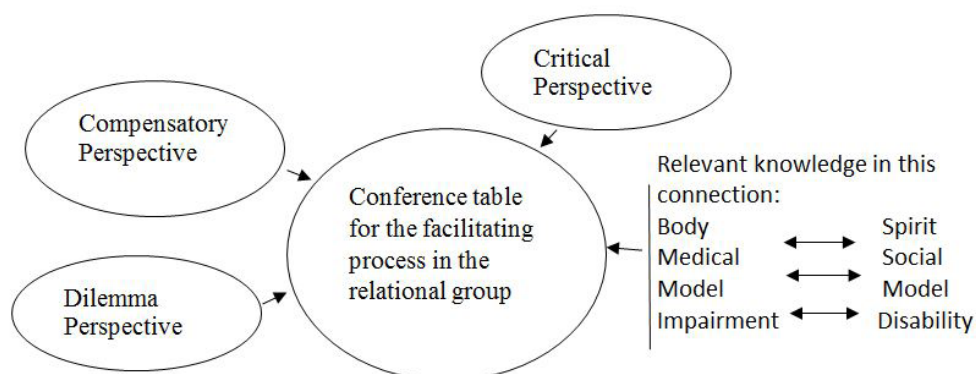 Critical
Perspective
Compensatory
Perspective
Conference table
for the facilitating
process in the
relational group
Dilemma
Perspective
Relevant knowledge in this
connection:
Body Spirit
Medical Social
Model Model
Impairment Disability